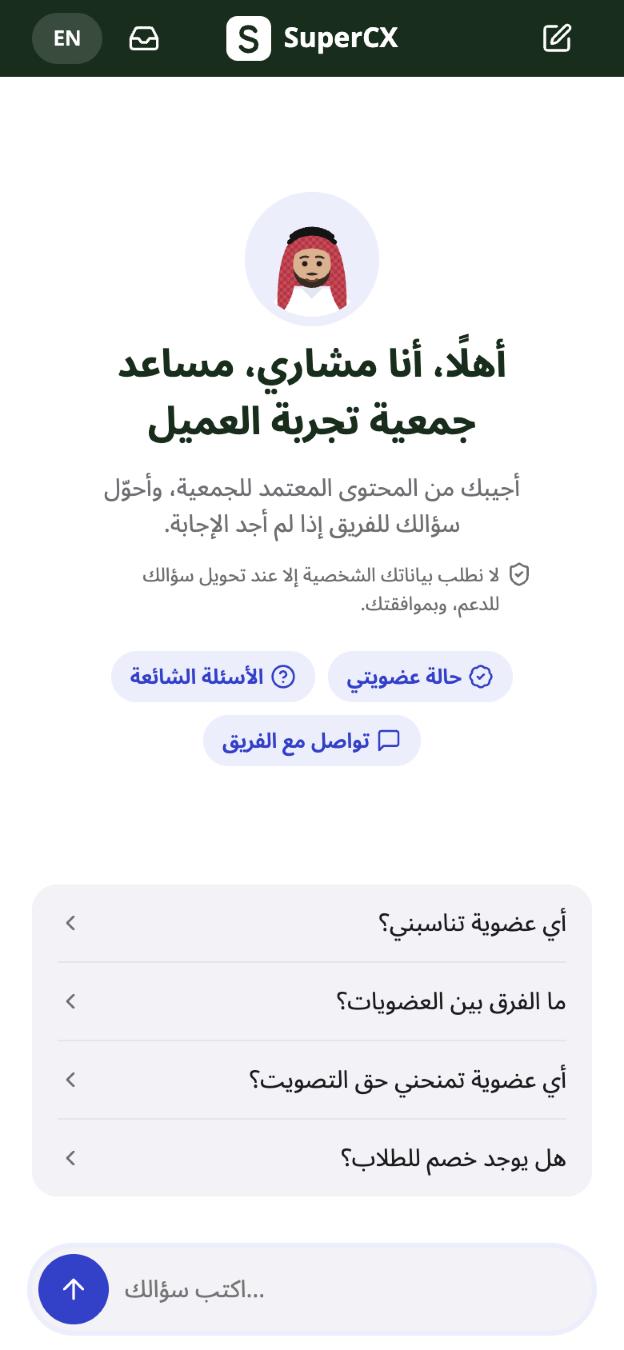 EN
S SuperCX
أهلًا، أنا مشاري، مساعد
جمعية تجربة العميل
أجيبك من المحتوى المعتمد للجمعية، وأحوّل
سؤالك للفريق إذا لم أجد الإجابة.
لا نطلب بياناتك الشخصية إلا عند تحويل سؤالك
للدعم، وبموافقتك.
حالة عضويتي
الأسئلة الشائعة
تواصل مع الفريق
أي عضوية تناسبني؟
ما الفرق بين العضويات؟
أي عضوية تمنحني حق التصويت؟
هل يوجد خصم للطلاب؟
اكتب سؤالك...